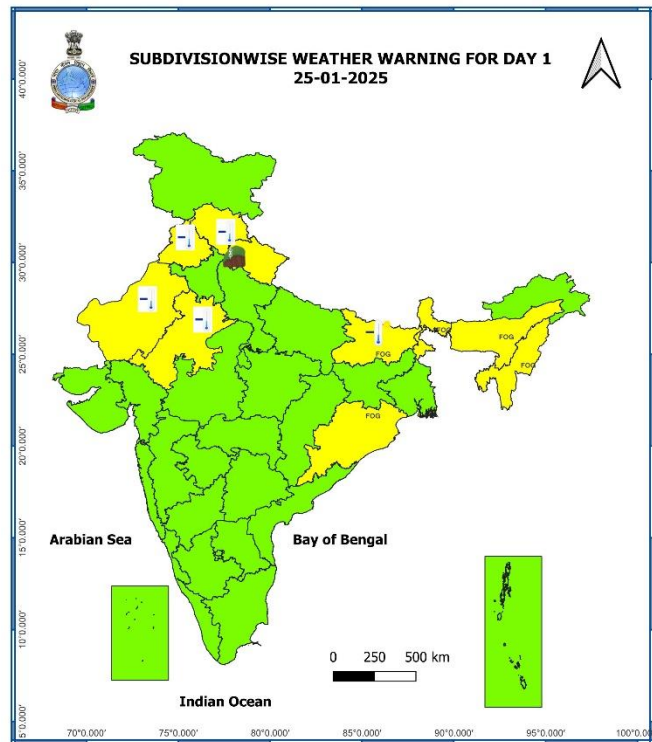 SUBDIVISIONWISE WEATHER WARNING FOR DAY 1
25-01-2025
40°0.000'
35°0.000'
30°0.000'
25°0.000'
20°0.000'
15°0.000'
10°0.000'
5°0.000'
FOG
FOG
FOG
FOG
FOG
Arabian Sea
Bay of Bengal
0 250 500 km
Indian Ocean
70°0.000' 75°0.000' 80°0.000' 85°0.000' 90°0.000' 95°0.000' 100°0.0